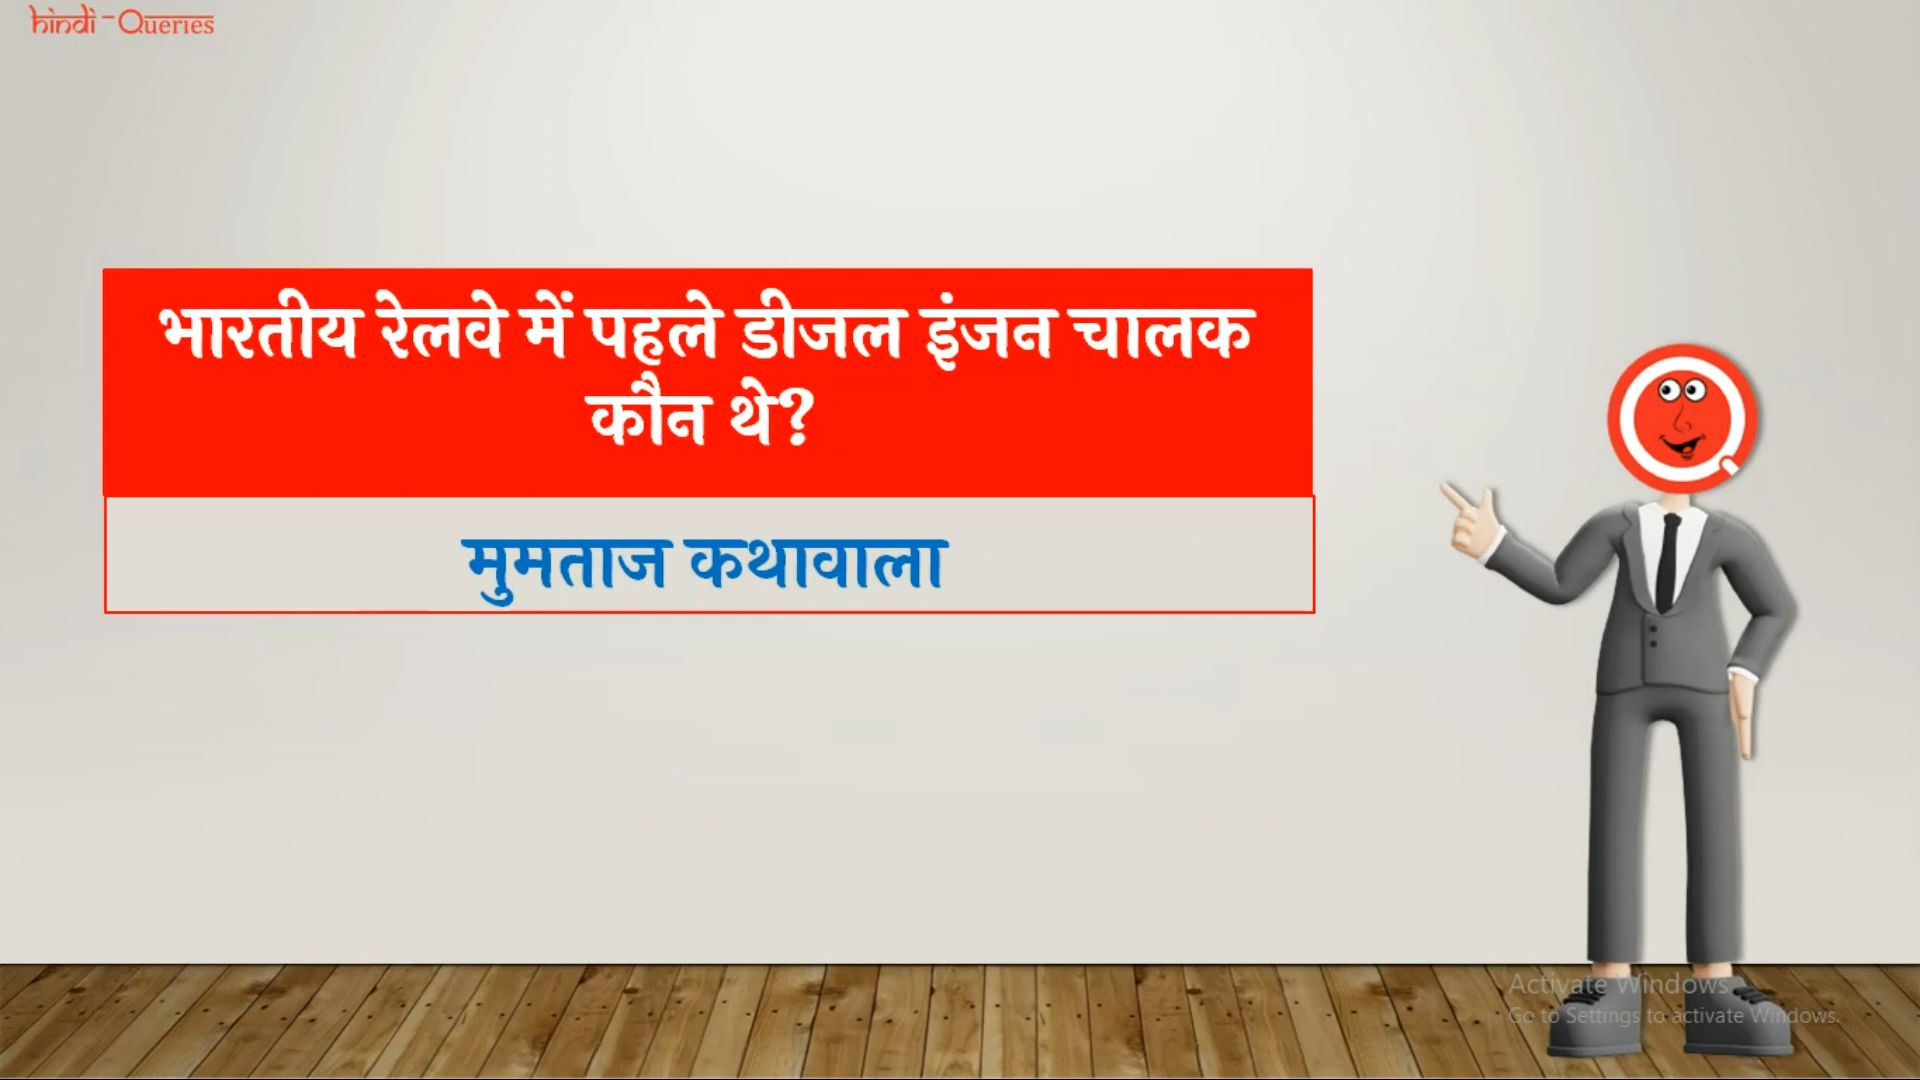 hindi-Queries
भारतीय रेलवे में पहले डीजल इंजन चालक
कौन थे?
मुमताज कथावाला
Activate Windows
Go to Settings to activate Windows.